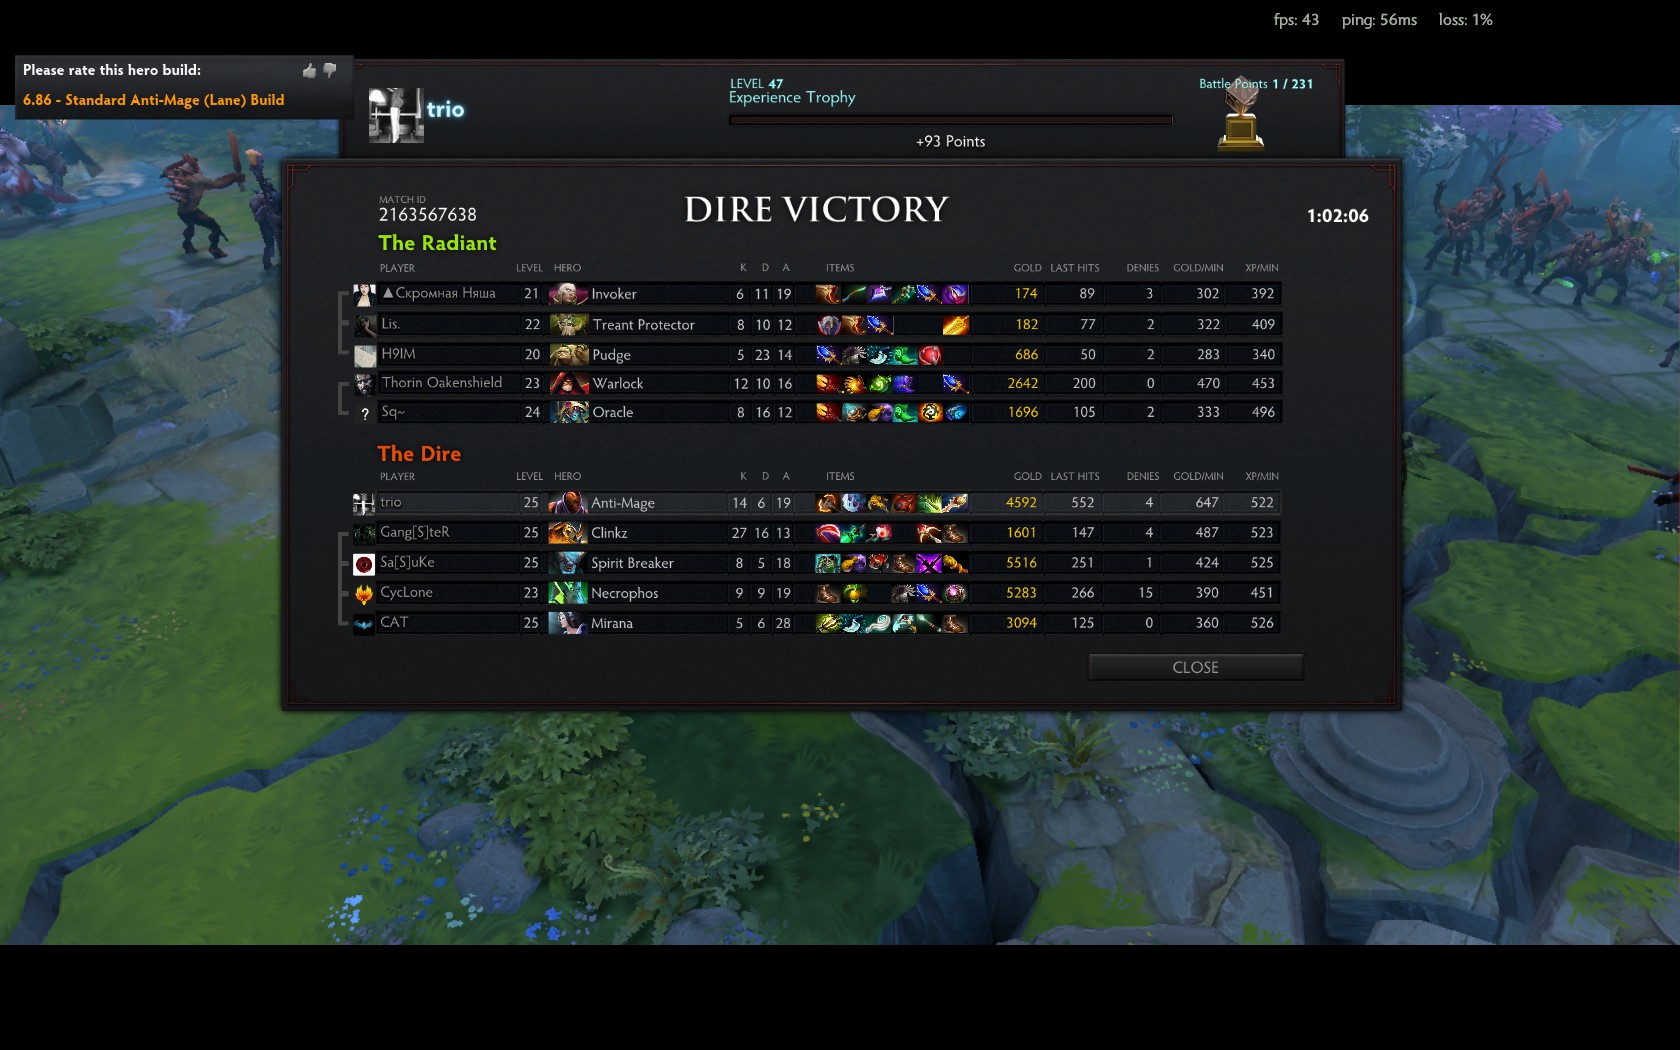 fps: 43 ping: 56ms loss: 1%
Please rate this hero build:
6.86 - Standard Anti-Mage (Lane) Build
trio
LEVEL 47
Experience Trophy
+93 Points
Battle Points 1 / 231
MATCH ID
2163567638
DIRE VICTORY
1:02:06
The Radiant
PLAYER LEVEL HERO K D A ITEMS GOLD LAST HITS DENIES GOLD/MIN XP/MIN
▲Скромная Няша 21 Invoker 6 11 19 174 89 3 302 392
Lis. 22 Treant Protector 8 10 12 182 77 2 322 409
H9IM 20 Pudge 5 23 14 686 50 2 283 340
Thorin Oakenshield 23 Warlock 12 10 16 2642 200 0 470 453
? Sq~ 24 Oracle 8 16 12 1696 105 2 333 496
The Dire
PLAYER LEVEL HERO K D A ITEMS GOLD LAST HITS DENIES GOLD/MIN XP/MIN
trio 25 Anti-Mage 14 6 19 4592 552 4 647 522
Gang[S]teR 25 Clinkz 27 16 13 1601 147 4 487 523
Sa[S]uKe 25 Spirit Breaker 8 5 18 5516 251 1 424 525
CycLone 23 Necrophos 9 9 19 5283 266 15 390 451
CAT 25 Mirana 5 6 28 3094 125 0 360 526
CLOSE